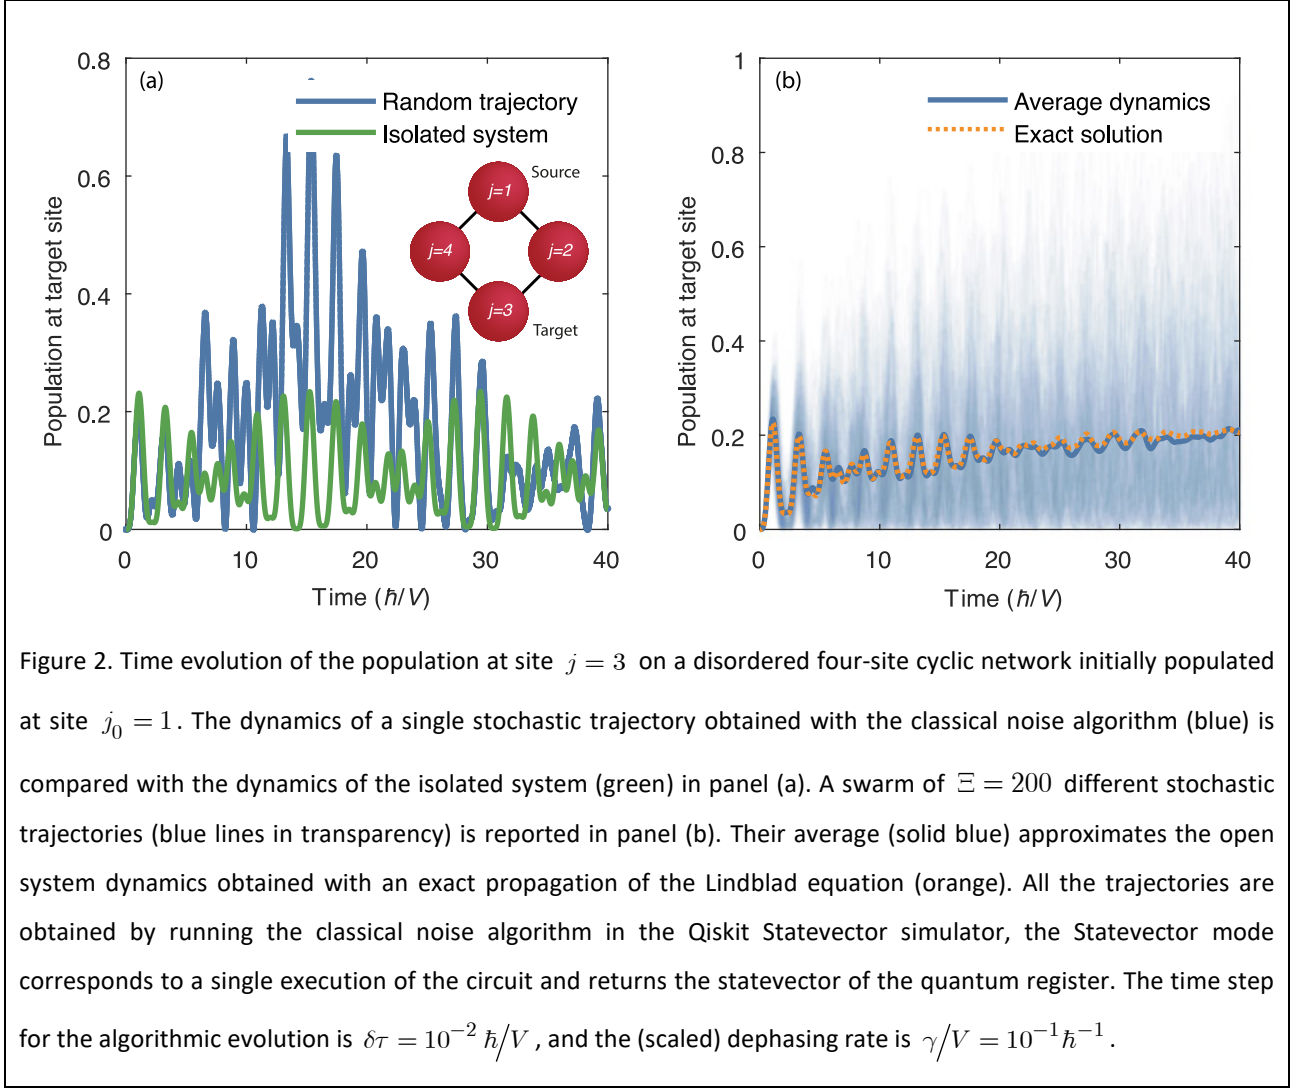 (a)
Random trajectory
Isolated system
Source
j=1
j=4
j=2
j=3
Target
0.8
0.6
0.4
0.2
0
0
10
20
30
40
Population at target site
Time (ℏ/V)
(b)
Average dynamics
Exact solution
1
0.8
0.6
0.4
0.2
0
0
10
20
30
40
Population at target site
Time (ℏ/V)
Figure 2. Time evolution of the population at site j = 3 on a disordered four-site cyclic network initially populated
at site j₀ = 1. The dynamics of a single stochastic trajectory obtained with the classical noise algorithm (blue) is
compared with the dynamics of the isolated system (green) in panel (a). A swarm of Ξ = 200 different stochastic
trajectories (blue lines in transparency) is reported in panel (b). Their average (solid blue) approximates the open
system dynamics obtained with an exact propagation of the Lindblad equation (orange). All the trajectories are
obtained by running the classical noise algorithm in the Qiskit Statevector simulator, the Statevector mode
corresponds to a single execution of the circuit and returns the statevector of the quantum register. The time step
for the algorithmic evolution is δτ = 10⁻² ℏ/V, and the (scaled) dephasing rate is γ/V = 10⁻¹ℏ⁻¹.